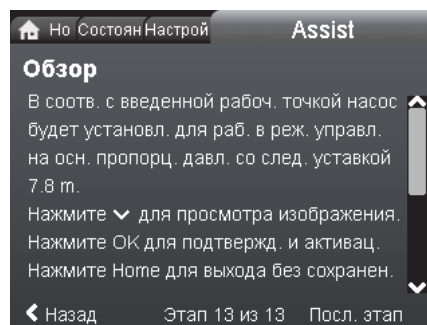 Но Состоян Настрой Assist
Обзор
В соотв. с введенной рабоч. точкой насос
будет установл. для раб. в реж. управл.
на осн. пропорц. давл. со след. уставкой
7.8 m.
Нажмите для просмотра изображения.
Нажмите OK для подтвержд. и активац.
Нажмите Home для выхода без сохранен.
Назад Этап 13 из 13 Посл. этап